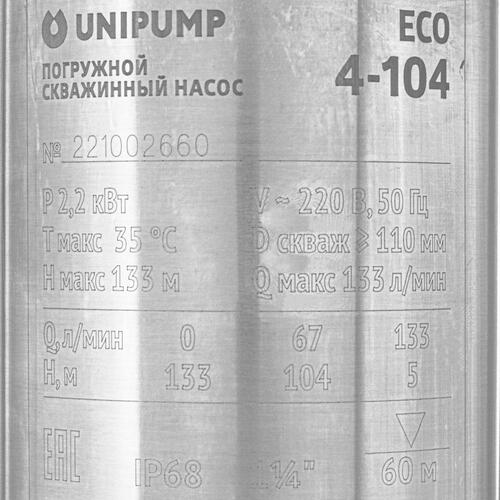 UNIPUMP ECO
ПОГРУЖНОЙ
СКВАЖИННЫЙ НАСОС 4-104
№ 221002660
P 2,2 кВт V ~ 220 В, 50 Гц
T макс 35 °C D скваж ≥ 110 мм
H макс 133 м Q макс 133 л/мин
Q,л/мин 0 67 133
H,м 133 104 5
EAC IP68 1¼" 60 м